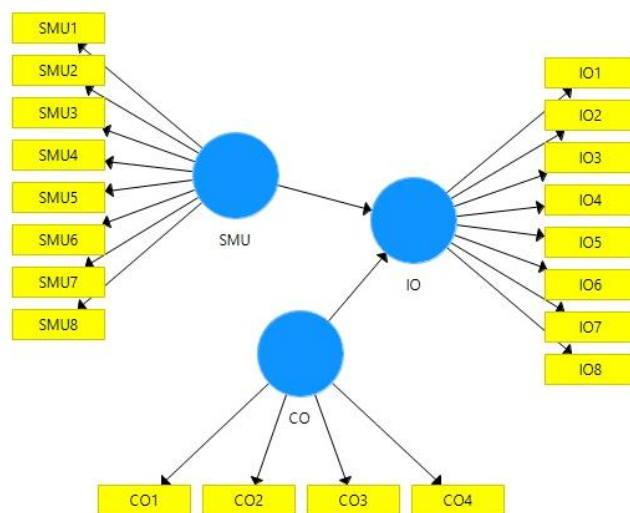 SMU1
SMU2
SMU3
SMU4
SMU5
SMU6
SMU7
SMU8
SMU
IO1
IO2
IO3
IO4
IO5
IO6
IO7
IO8
IO
CO
CO1
CO2
CO3
CO4